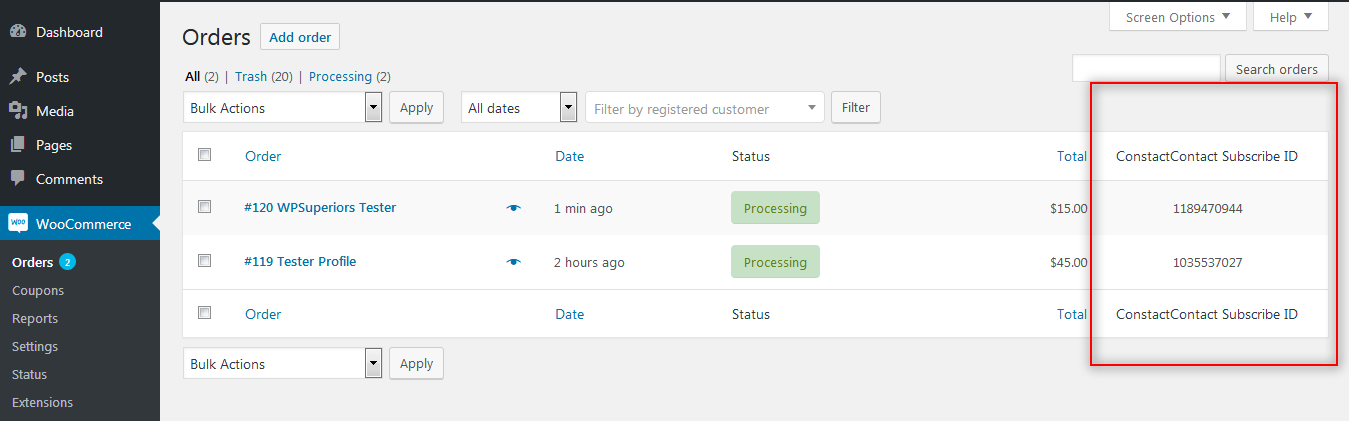 Dashboard
Posts
Media
Pages
Comments
WOO WooCommerce
Orders 2
Coupons
Reports
Settings
Status
Extensions
Screen Options Help
Orders Add order
All (2) | Trash (20) | Processing (2)
Search orders
Bulk Actions Apply All dates Filter by registered customer Filter
Order Date Status Total ConstactContact Subscribe ID
#120 WPSuperiors Tester 1 min ago Processing $15.00 1189470944
#119 Tester Profile 2 hours ago Processing $45.00 1035537027
Order Date Status Total ConstactContact Subscribe ID
Bulk Actions Apply